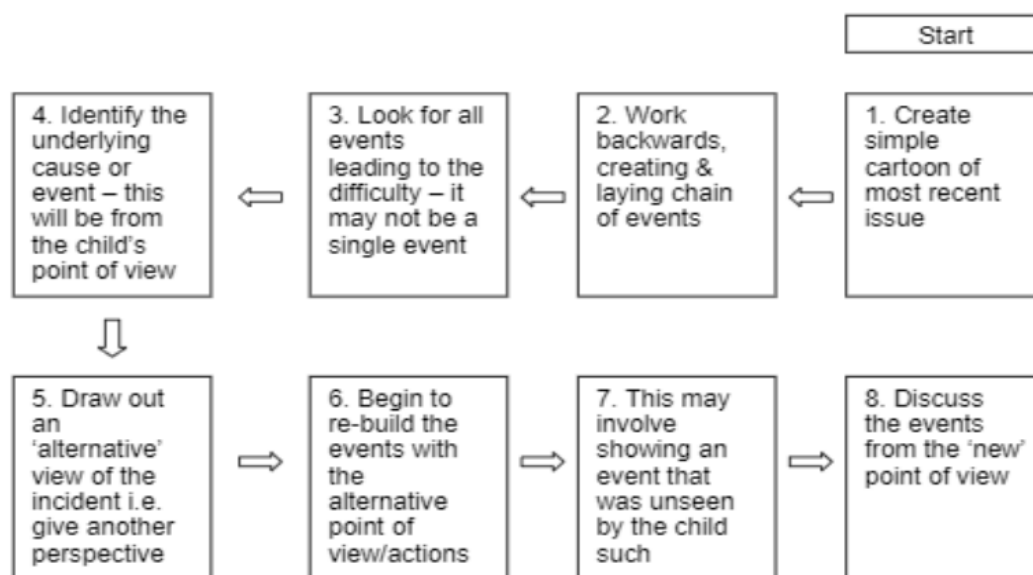 Start
1. Create
simple
cartoon of
most recent
issue
2. Work
backwards,
creating &
laying chain
of events
3. Look for all
events
leading to the
difficulty – it
may not be a
single event
4. Identify the
underlying
cause or
event – this
will be from
the child's
point of view
5. Draw out
an
‘alternative’
view of the
incident i.e.
give another
perspective
6. Begin to
re-build the
events with
the
alternative
point of
view/actions
7. This may
involve
showing an
event that
was unseen
by the child
such
8. Discuss
the events
from the ‘new’
point of view